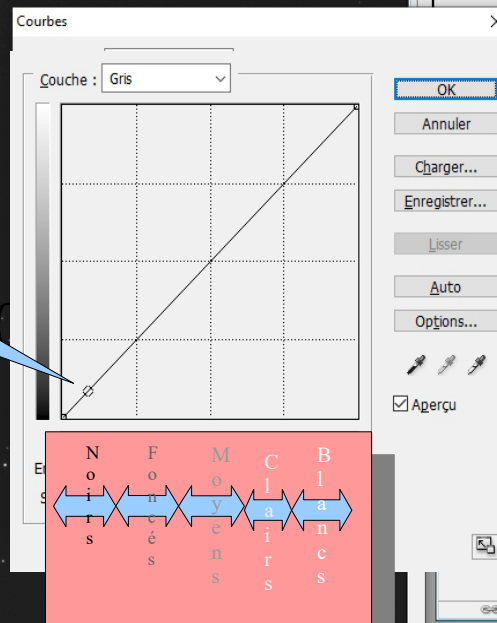 Courbes
Couche : Gris
OK
Annuler
Charger...
Enregistrer...
Lisser
Auto
Options...
Aperçu
Noirs
Foncés
Moyens
Clairs
Blancs